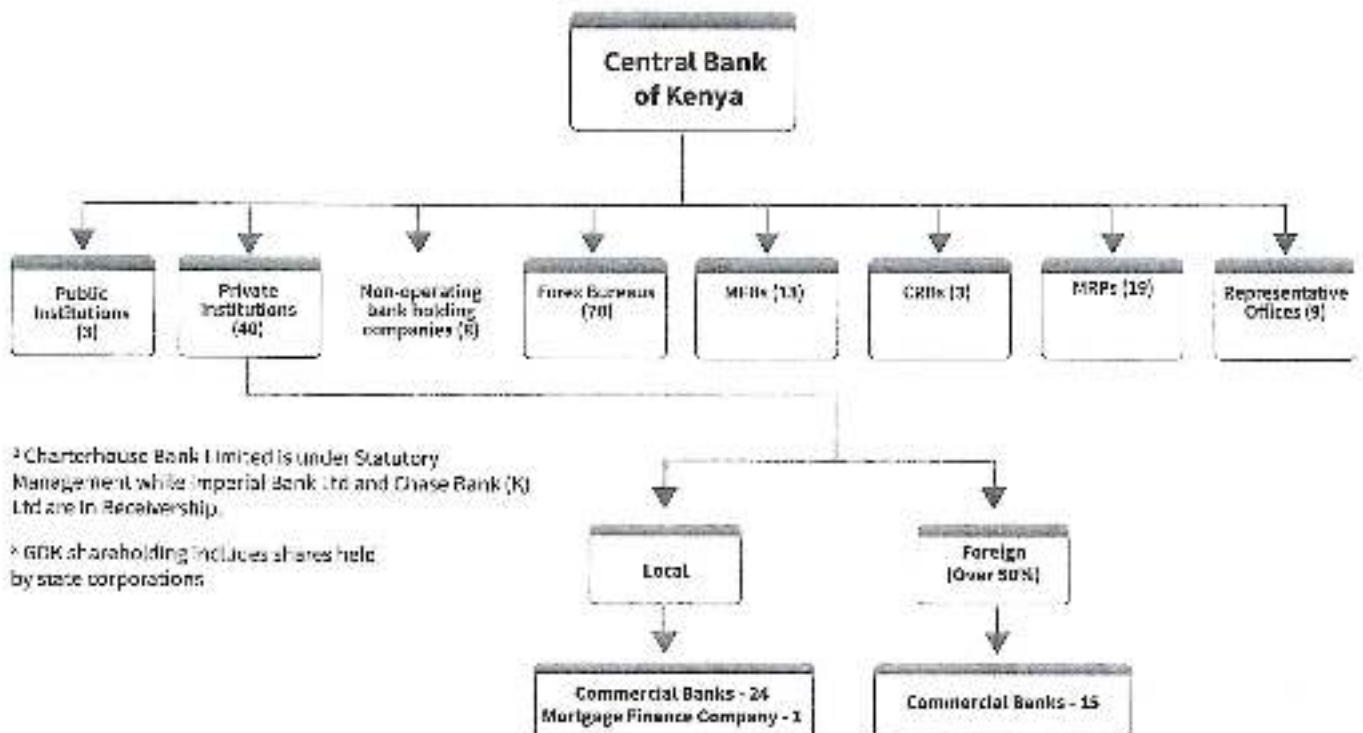 Central Bank
of Kenya
Public
Institutions
(3)
Private
Institutions
(40)
Non-operating
bank holding
companies (8)
Forex Bureaus
(70)
MFBs (13)
CRBs (3)
MRPs (19)
Representative
Offices (9)
Charterhouse Bank Limited is under Statutory
Management while Imperial Bank Ltd and Chase Bank (K)
Ltd are in Receivership.
shareholding includes shares held
by state corporations
Local
Foreign
(Over 50%)
Commercial Banks - 24
Mortgage Finance Company - 1
Commercial Banks - 15